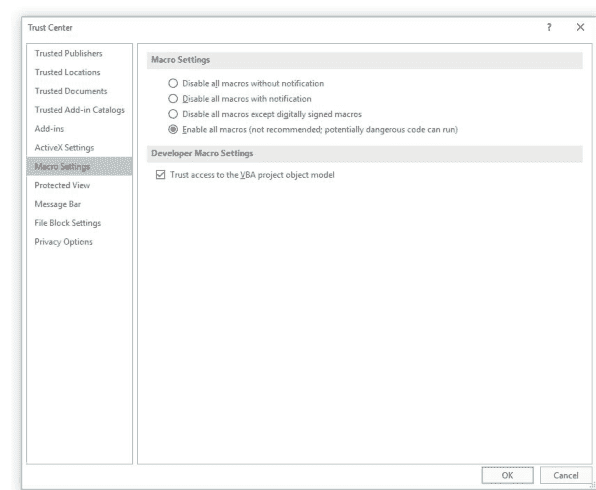 Trust Center
?
Trusted Publishers
Trusted Locations
Trusted Documents
Trusted Add-in Catalogs
Add-ins
ActiveX Settings
Macro Settings
Protected View
Message Bar
File Block Settings
Privacy Options
Macro Settings
Disable all macros without notification
Disable all macros with notification
Disable all macros except digitally signed macros
Enable all macros (not recommended; potentially dangerous code can run)
Developer Macro Settings
Trust access to the VBA project object model
OK
Cancel